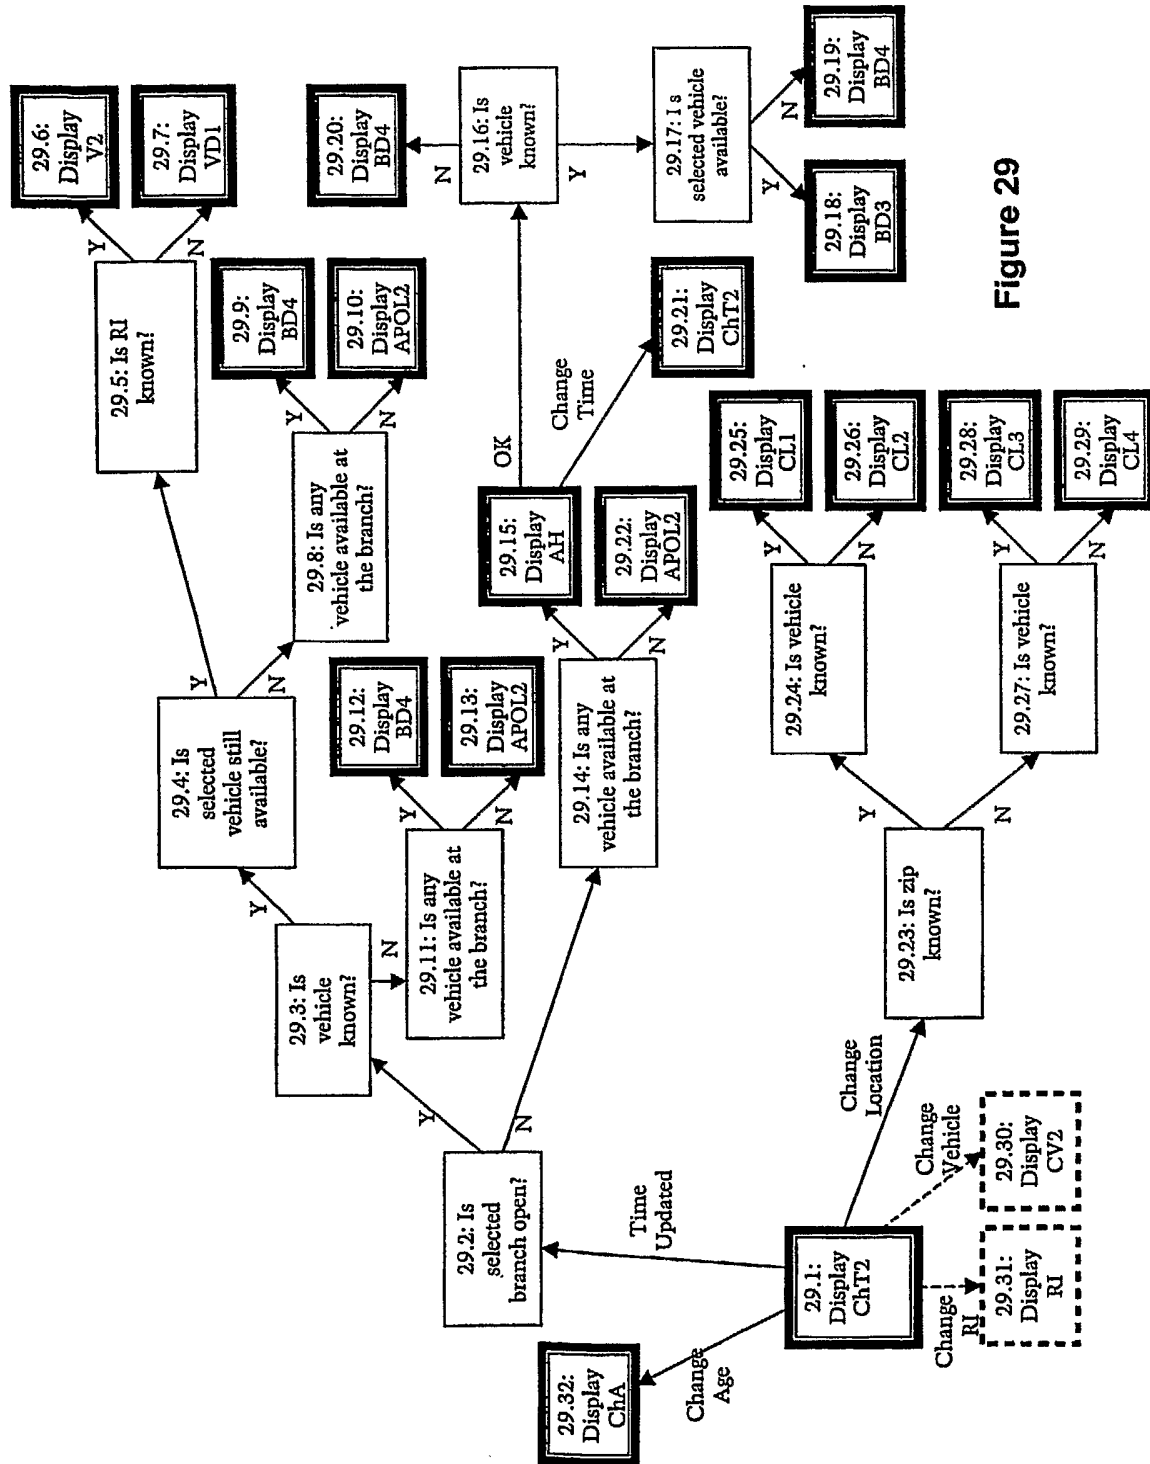 29.1:
Display
ChT2
Change
Age
29.32:
Display
ChA
Time
Updated
Change
Location
Change
Vehicle
Change
RI
29.31:
Display
RI
29.30:
Display
CV2
29.2: Is
selected
branch open?
Y
N
29.3: Is
vehicle
known?
Y
N
29.4: Is
selected
vehicle still
available?
Y
N
29.5: Is RI
known?
Y
N
29.6:
Display
V2
29.7:
Display
VD1
29.8: Is any
vehicle available at
the branch?
Y
N
29.9:
Display
BD4
29.10:
Display
APOL2
29.11: Is any
vehicle available at
the branch?
Y
N
29.12:
Display
BD4
29.13:
Display
APOL2
29.14: Is any
vehicle available at
the branch?
Y
N
29.15:
Display
AH
29.22:
Display
APOL2
OK
Change
Time
29.16: Is
vehicle
known?
N
Y
29.20:
Display
BD4
29.17: I s
selected vehicle
available?
Y
N
29.18:
Display
BD3
29.19:
Display
BD4
29.21:
Display
ChT2
29.23: Is zip
known?
Y
N
29.24: Is vehicle
known?
Y
N
29.25:
Display
CL1
29.26:
Display
CL2
29.27: Is vehicle
known?
Y
N
29.28:
Display
CL3
29.29:
Display
CL4
Figure 29